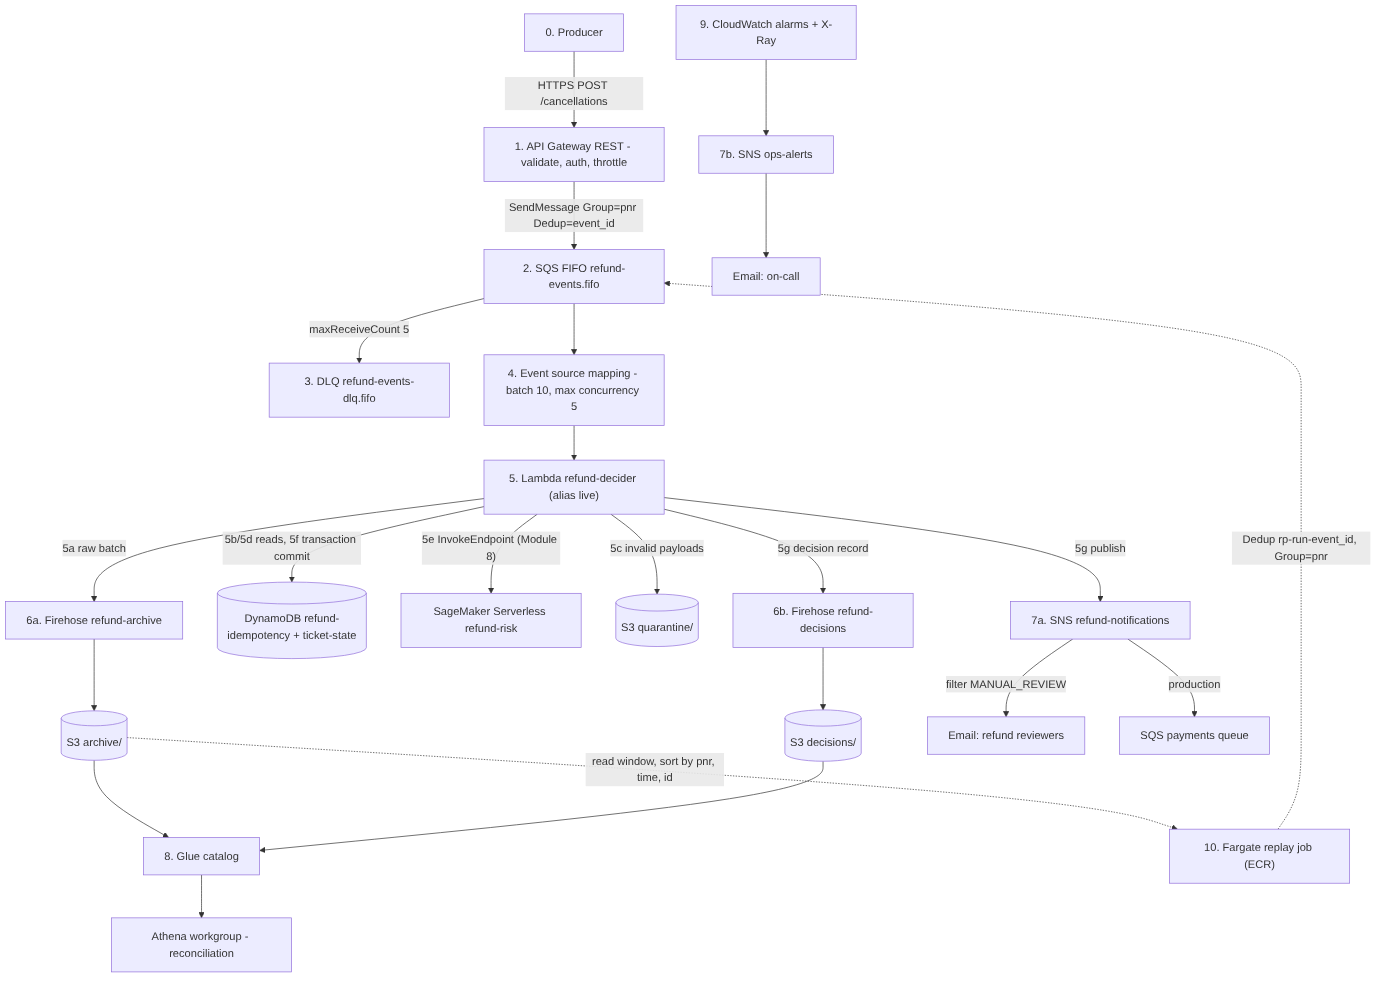 0. Producer
9. CloudWatch alarms + X-
Ray
HTTPS POST
/cancellations
1. API Gateway REST -
validate, auth, throttle
7b. SNS ops-alerts
SendMessage Group=pnr
Dedup=event_id
2. SQS FIFO refund-
events.fifo
Email: on-call
maxReceiveCount 5
3. DLQ refund-events-
dlq.fifo
4. Event source mapping -
batch 10, max concurrency
5
5. Lambda refund-decider
(alias live)
5a raw batch
5b/5d reads, 5f transaction
commit
5e InvokeEndpoint (Module
8)
5c invalid payloads
5g decision record
5g publish
Dedup rp-run-event_id,
Group=pnr
6a. Firehose refund-archive
DynamoDB refund-
idempotency + ticket-state
SageMaker Serverless
refund-risk
S3 quarantine/
6b. Firehose refund-
decisions
7a. SNS refund-notifications
filter MANUAL_REVIEW
production
S3 archive/
S3 decisions/
Email: refund reviewers
SQS payments queue
read window, sort by pnr,
time, id
8. Glue catalog
10. Fargate replay job
(ECR)
Athena workgroup -
reconciliation